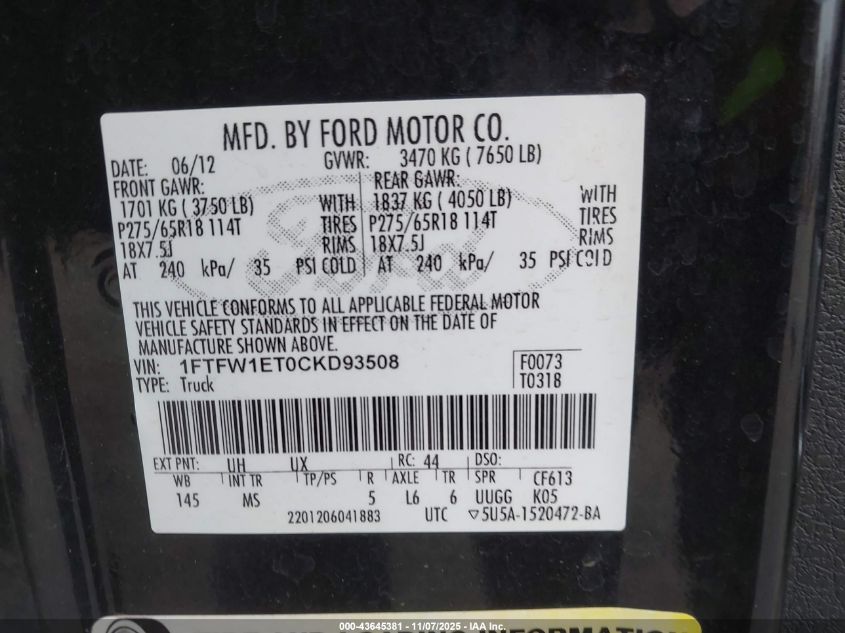 MFD. BY FORD MOTOR CO.
DATE: 06/12 GVWR: 3470 KG ( 7650 LB)
FRONT GAWR: REAR GAWR:
1701 KG ( 3750 LB) WITH 1837 KG ( 4050 LB) WITH
P275/65R18 114T TIRES P275/65R18 114T TIRES
18X7.5J RIMS 18X7.5J RIMS
AT 240 kPa/ 35 PSI COLD AT 240 kPa/ 35 PSI COLD
Ford
THIS VEHICLE CONFORMS TO ALL APPLICABLE FEDERAL MOTOR
VEHICLE SAFETY STANDARDS IN EFFECT ON THE DATE OF
MANUFACTURE SHOWN ABOVE.
VIN: 1FTFW1ET0CKD93508 F0073
TYPE: Truck T0318
EXT PNT: UH UX RC: 44 DSO:
WB INT TR TP/PS R AXLE TR SPR CF613
145 MS 5 L6 6 UUGG K05
2201206041883 UTC ▽5U5A-1520472-BA
INFORMATION
000-43645381 - 11/07/2025 - IAA Inc.